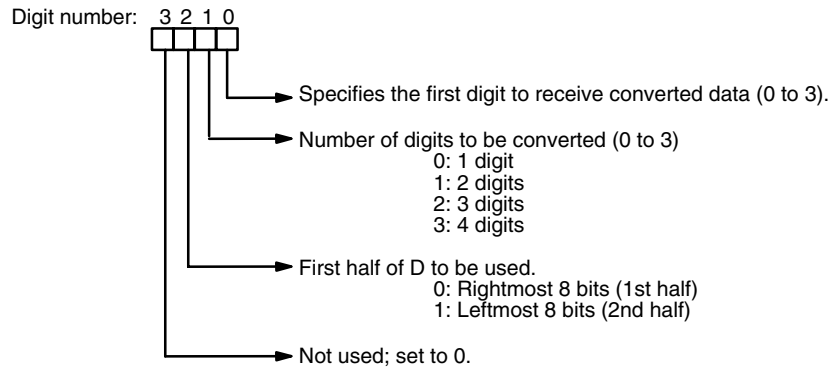 Digit number: 3 2 1 0
Specifies the first digit to receive converted data (0 to 3).
Number of digits to be converted (0 to 3)
0: 1 digit
1: 2 digits
2: 3 digits
3: 4 digits
First half of D to be used.
0: Rightmost 8 bits (1st half)
1: Leftmost 8 bits (2nd half)
Not used; set to 0.